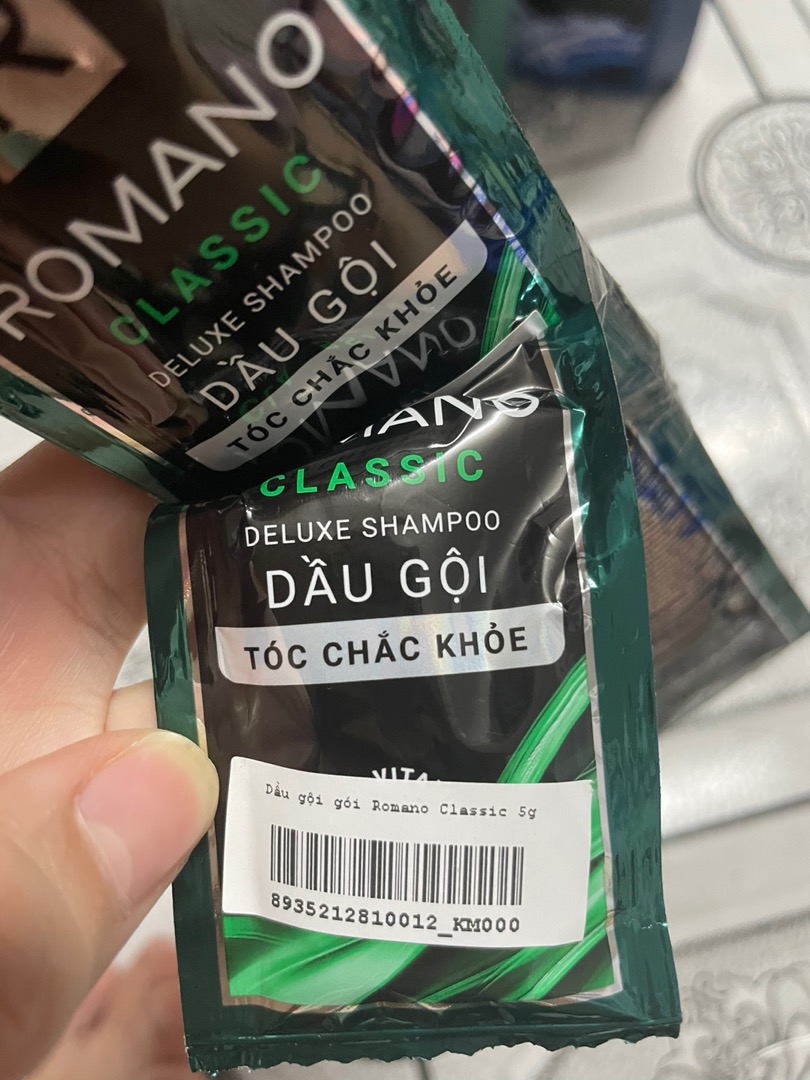 R
ROMANO
CLASSIC
DELUXE SHAMPOO
DẦU GỘI
TÓC CHẮC KHỎE
CLASSIC
DELUXE SHAMPOO
DẦU GỘI
TÓC CHẮC KHỎE
Dầu gội gói Romano Classic 5g
8935212810012_KM000